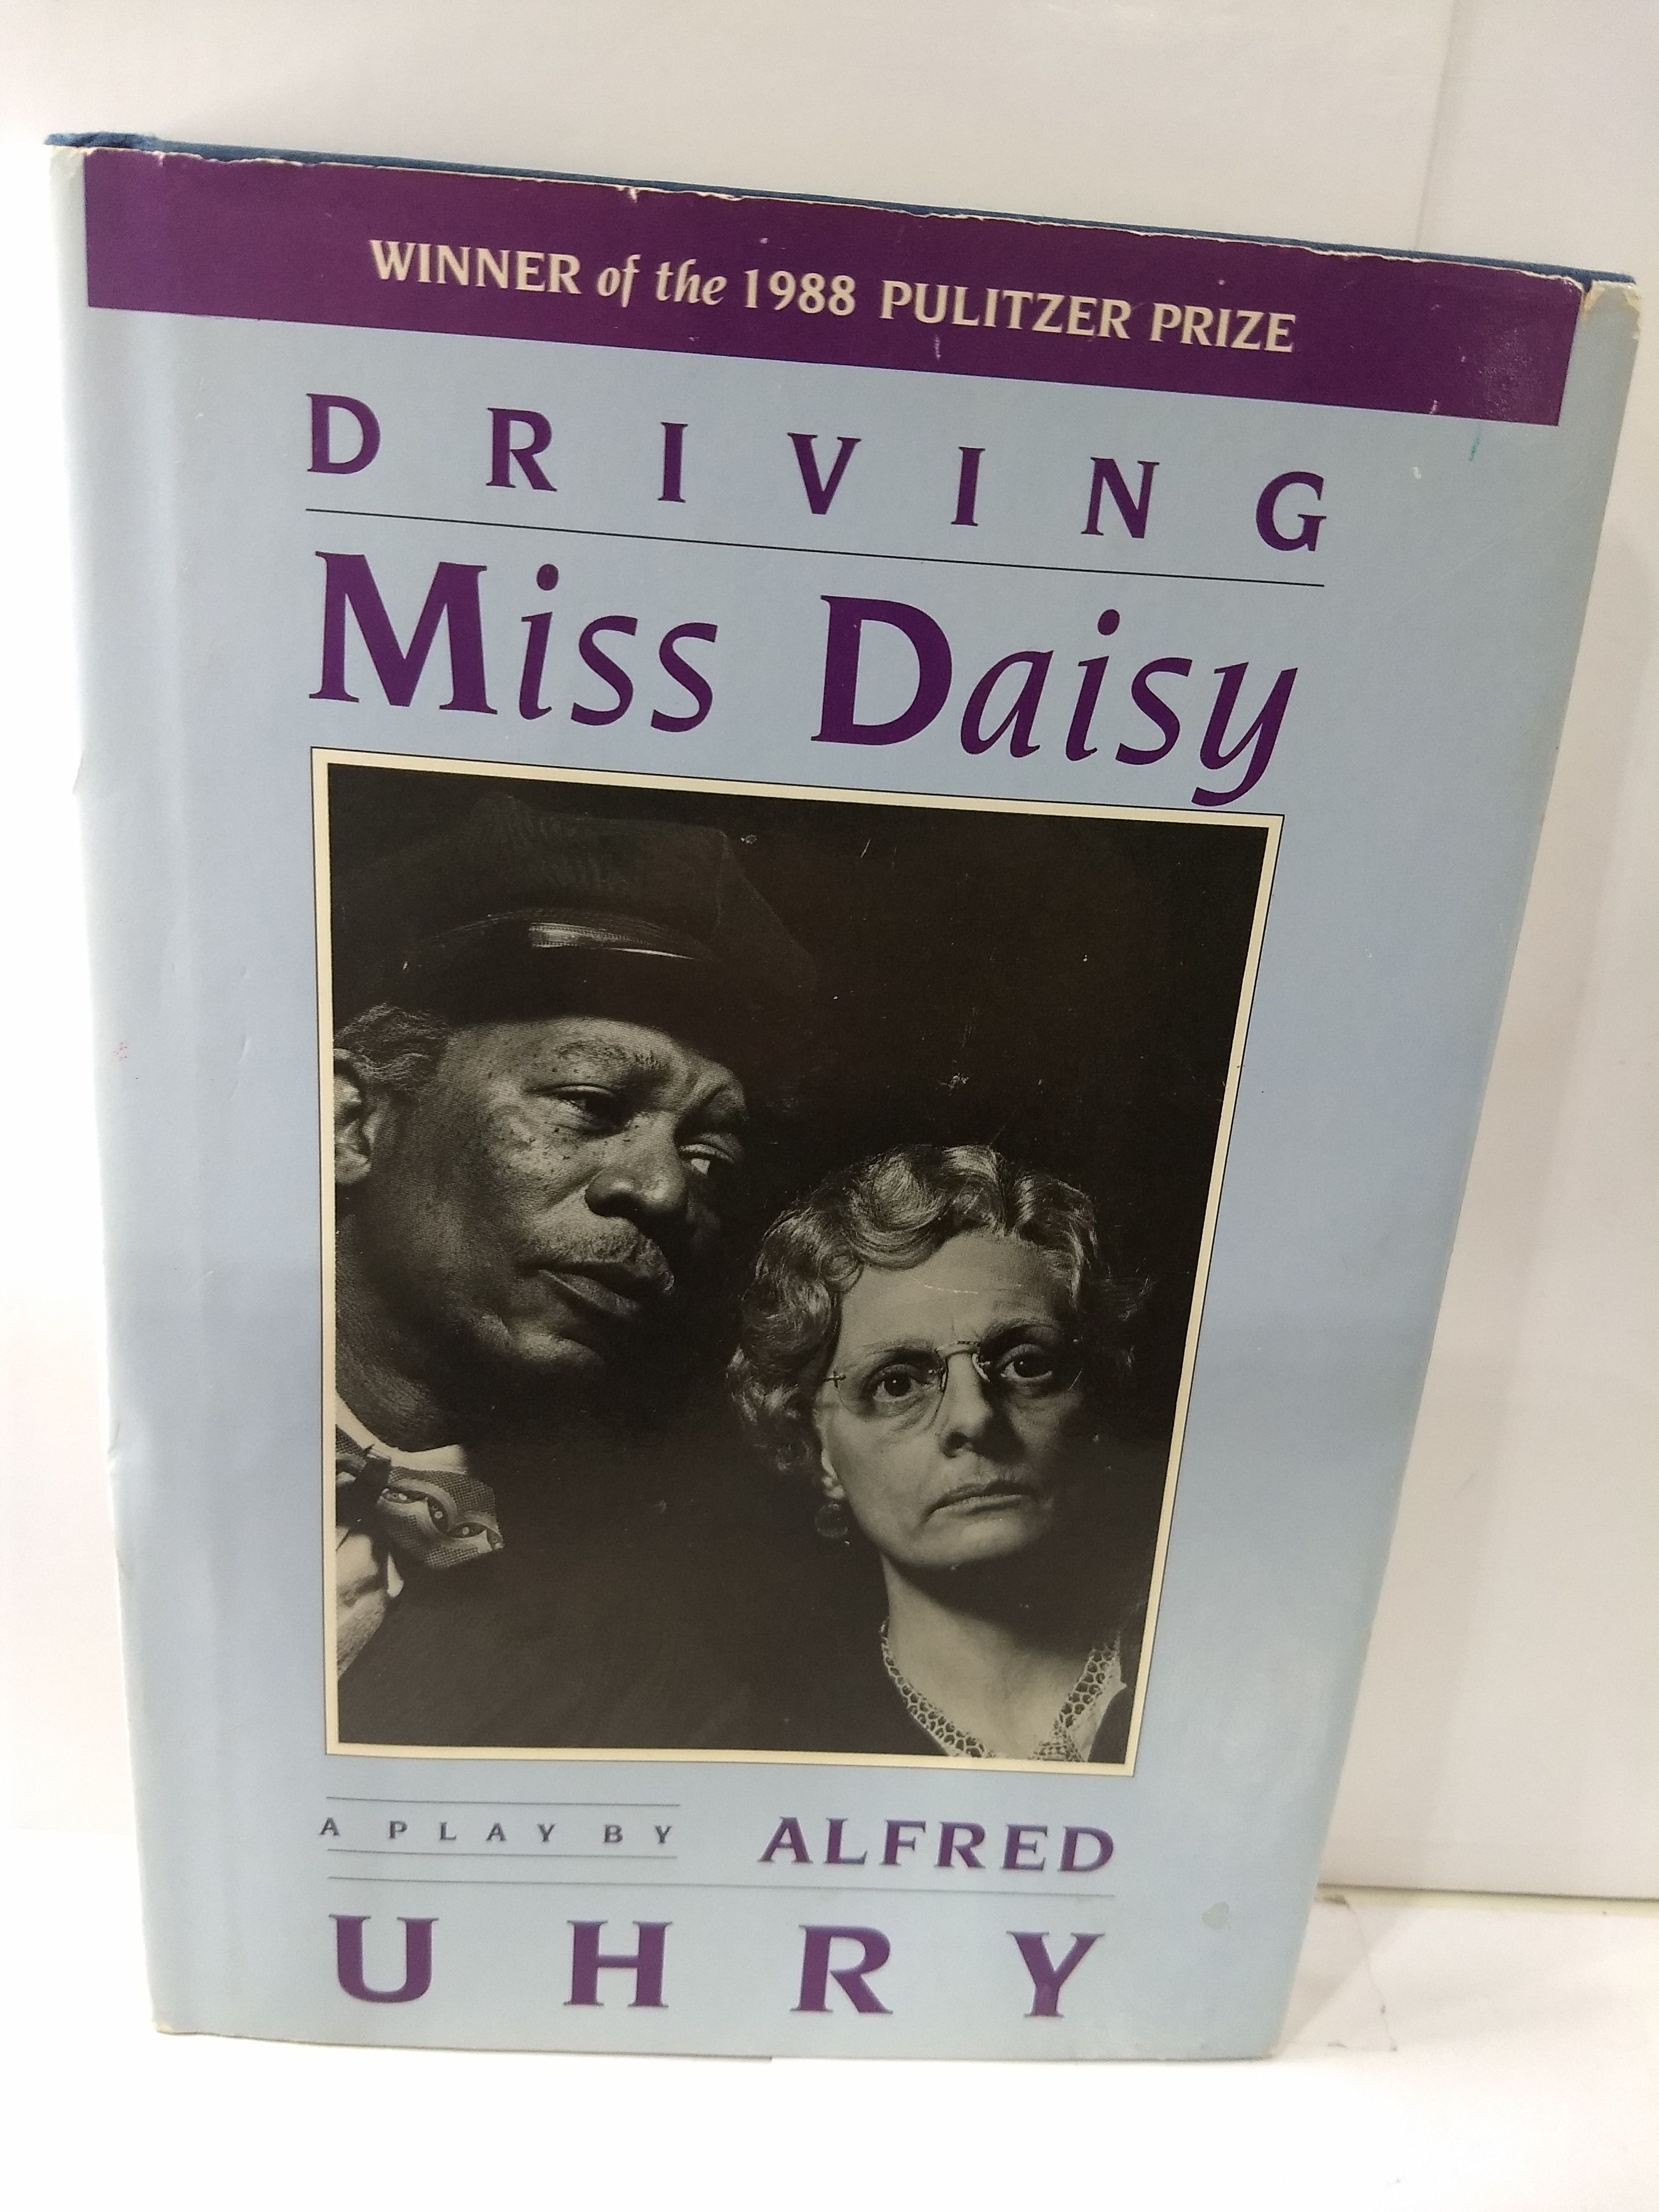 WINNER of the 1988 PULITZER PRIZE
DRIVING
Miss Daisy
A PLAY BY ALFRED
UHRY